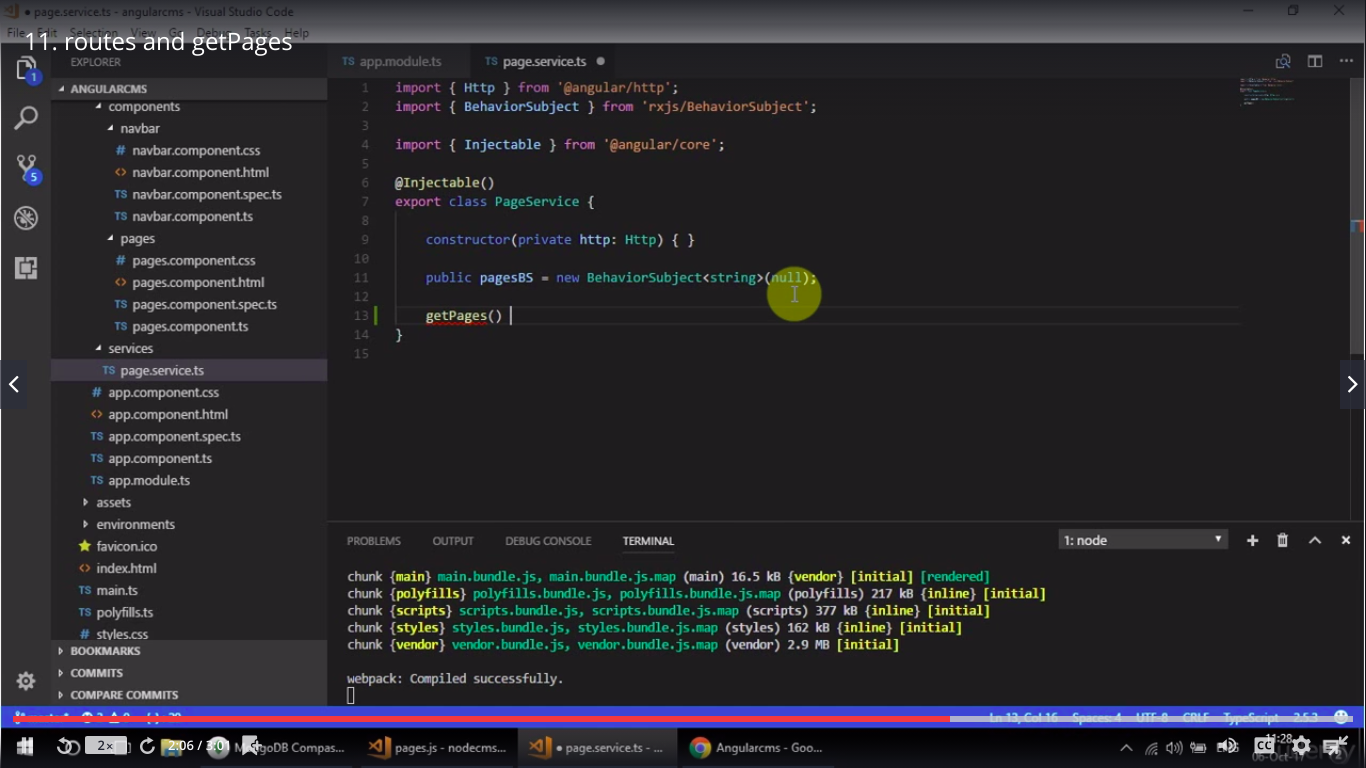 page.service.ts - angularcms - Visual Studio Code
File Edit Selection View Go Debug Tasks Help
11. routes and getPages
EXPLORER
1
5
ANGULARCMS
components
navbar
# navbar.component.css
<> navbar.component.html
TS navbar.component.spec.ts
TS navbar.component.ts
pages
# pages.component.css
<> pages.component.html
TS pages.component.spec.ts
TS pages.component.ts
services
TS page.service.ts
# app.component.css
<> app.component.html
TS app.component.spec.ts
TS app.component.ts
TS app.module.ts
assets
environments
favicon.ico
<> index.html
TS main.ts
TS polyfills.ts
# styles.css
BOOKMARKS
COMMITS
COMPARE COMMITS
TS app.module.ts TS page.service.ts ●
1 import { Http } from '@angular/http';
2 import { BehaviorSubject } from 'rxjs/BehaviorSubject';
3
4 import { Injectable } from '@angular/core';
5
6 @Injectable()
7 export class PageService {
8
9 constructor(private http: Http) { }
10
11 public pagesBS = new BehaviorSubject<string>(null);
12
13 getPages()
14 }
15
PROBLEMS OUTPUT DEBUG CONSOLE TERMINAL 1: node
chunk {main} main.bundle.js, main.bundle.js.map (main) 16.5 kB {vendor} [initial] [rendered]
chunk {polyfills} polyfills.bundle.js, polyfills.bundle.js.map (polyfills) 217 kB {inline} [initial]
chunk {scripts} scripts.bundle.js, scripts.bundle.js.map (scripts) 377 kB {inline} [initial]
chunk {styles} styles.bundle.js, styles.bundle.js.map (styles) 162 kB {inline} [initial]
chunk {vendor} vendor.bundle.js, vendor.bundle.js.map (vendor) 2.9 MB [initial]
webpack: Compiled successfully.
Ln 13, Col 16 Spaces: 4 UTF-8 CRLF TypeScript 2.5.3
2x 2:06 / 3:01 MongoDB Compas... pages.js - nodecms... ● page.service.ts - ... Angularcms - Goo... CC 11:28